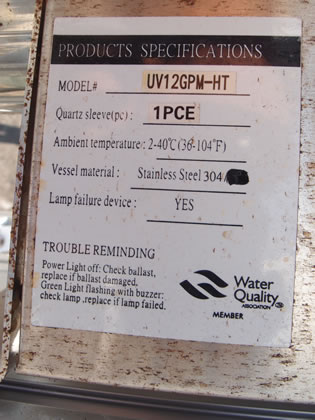 PRODUCTS SPECIFICATIONS
MODEL# UV12GPM-HT
Quartz sleeve(pc) : 1PCE
Ambient temperature : 2-40℃(36-104°F)
Vessel material : Stainless Steel 304/
Lamp failure device : YES
TROUBLE REMINDING
Power Light off: Check ballast,
replace if ballast damaged,
Green Light flashing with buzzer:
check lamp ,replace if lamp failed.
Water
Quality
ASSOCIATION
MEMBER